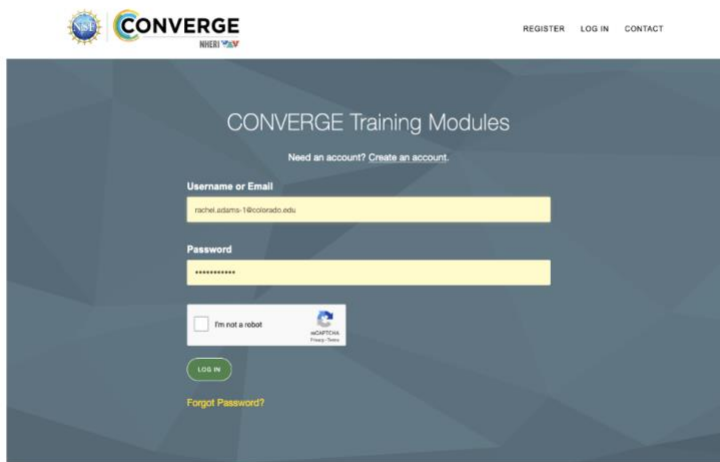 NSF
CONVERGE
NHERI
REGISTER LOG IN CONTACT
CONVERGE Training Modules
Need an account? Create an account.
Username or Email
rachel.adams-1@colorado.edu
Password
•••••••••••
I'm not a robot
reCAPTCHA
Privacy - Terms
LOG IN
Forgot Password?